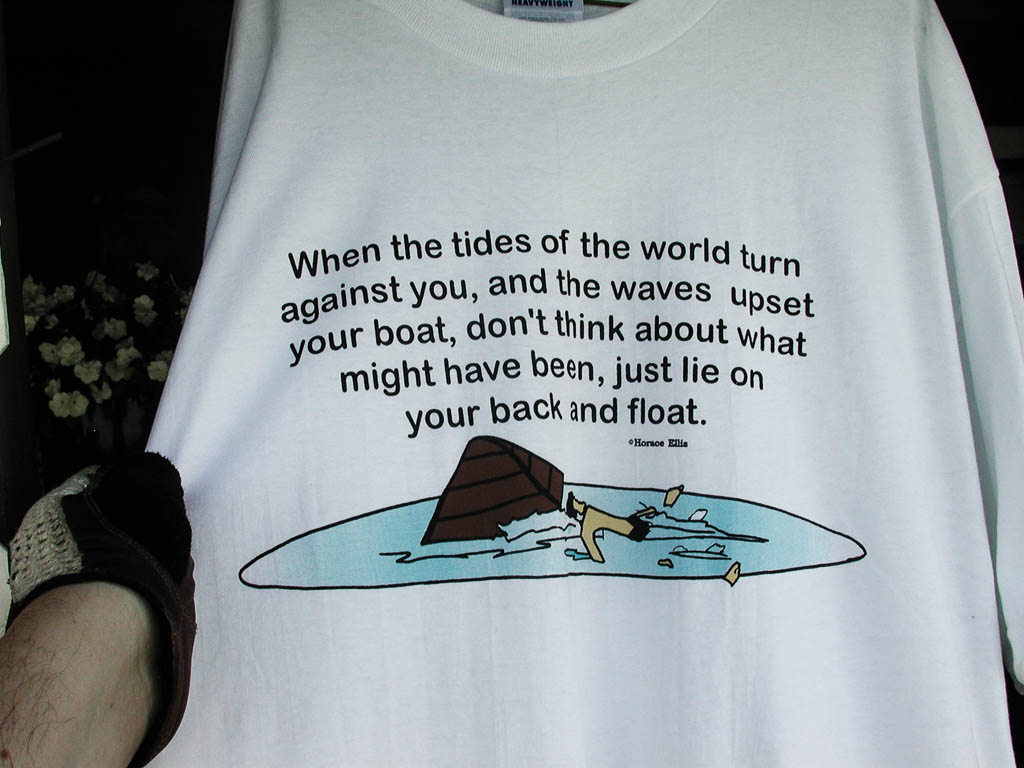 HEAVYWEIGHT
When the tides of the world turn
against you, and the waves upset
your boat, don't think about what
might have been, just lie on
your back and float.
©Horace Ellis